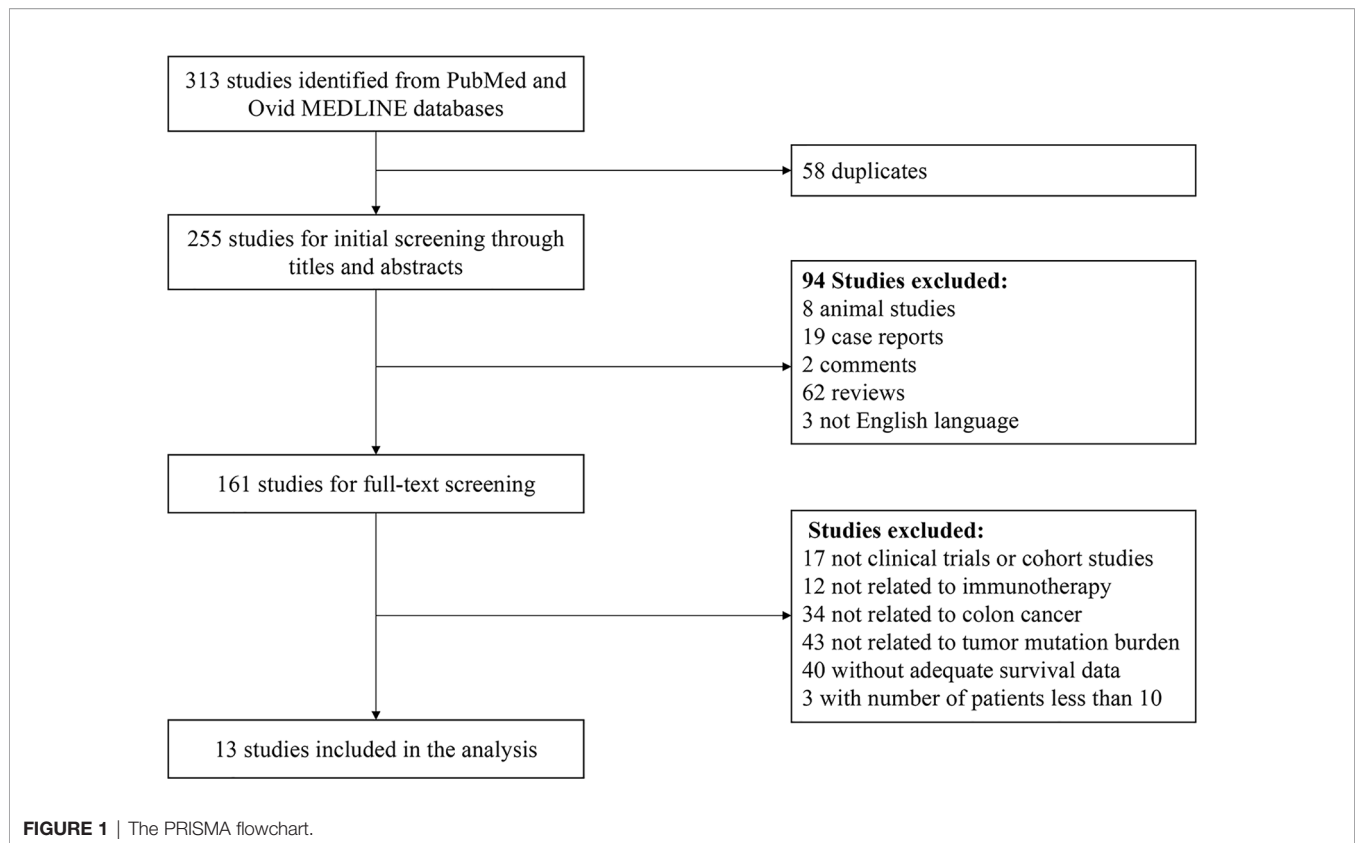 313 studies identified from PubMed and
Ovid MEDLINE databases
58 duplicates
255 studies for initial screening through
titles and abstracts
94 Studies excluded:
8 animal studies
19 case reports
2 comments
62 reviews
3 not English language
161 studies for full-text screening
Studies excluded:
17 not clinical trials or cohort studies
12 not related to immunotherapy
34 not related to colon cancer
43 not related to tumor mutation burden
40 without adequate survival data
3 with number of patients less than 10
13 studies included in the analysis
FIGURE 1 | The PRISMA flowchart.